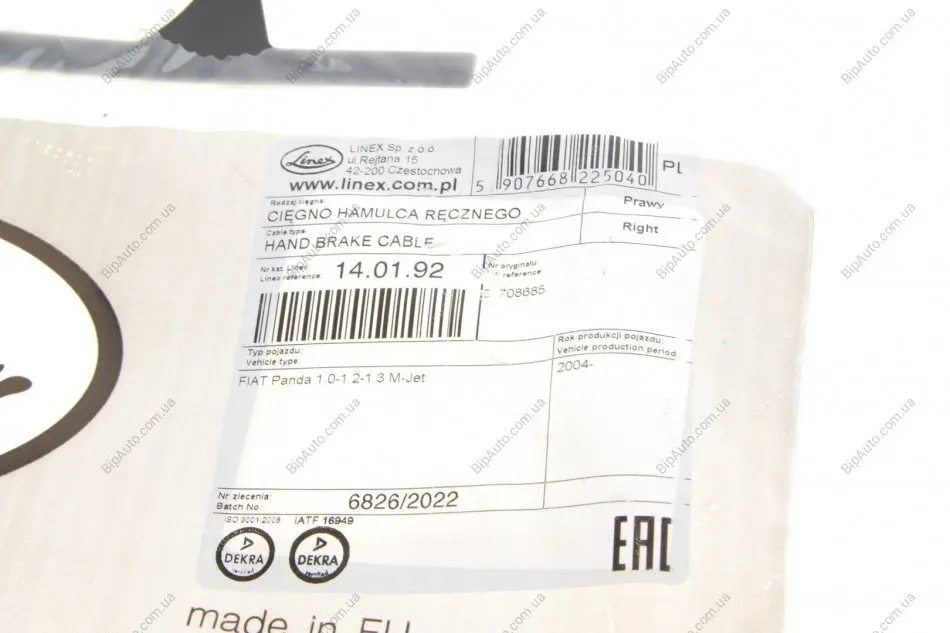 Linex
LINEX Sp. z o.o.
ul.Rejtana 15
42-200 Częstochowa
www.linex.com.pl
5 907668 225040
PL
Rodzaj cięgna:
CIĘGNO HAMULCA RĘCZNEGO
Prawy
Cable type:
HAND BRAKE CABLE
Right
Nr kat. Linex:
Linex reference:
14.01.92
Nr oryginału:
reference
708685
Typ pojazdu:
Vehicle type:
FIAT Panda 1.0-1.2-1.3 M-Jet
Rok produkcji pojazdu:
Vehicle production period
2004-
Nr zlecenia
Batch No:
6826/2022
ISO 9001:2008
IATF 16949
DEKRA
certified
DEKRA
certified
EAC
made in EU
BipAuto.com.ua